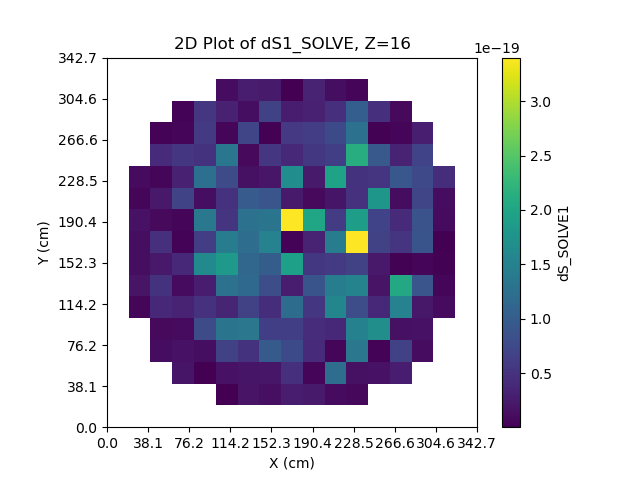 2D Plot of dS1_SOLVE, Z=16
1e−19
342.7
304.6
266.6
228.5
190.4
152.3
114.2
76.2
38.1
0.0
Y (cm)
0.0 38.1 76.2 114.2 152.3 190.4 228.5 266.6 304.6 342.7
X (cm)
3.0
2.5
2.0
1.5
1.0
0.5
dS_SOLVE1